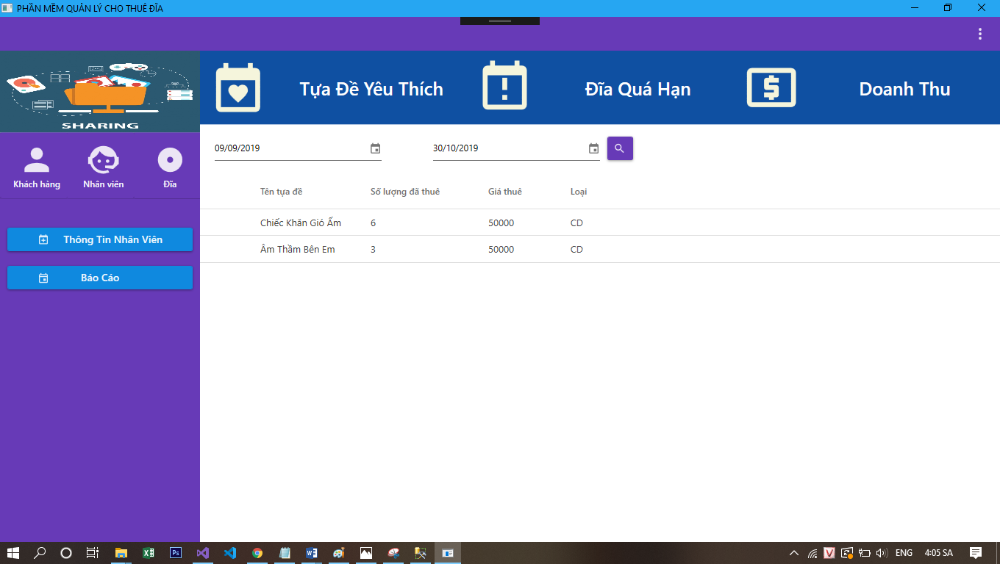 PHẦN MỀM QUẢN LÝ CHO THUÊ ĐĨA
SHARING
Tựa Đề Yêu Thích
Đĩa Quá Hạn
Doanh Thu
Khách hàng
Nhân viên
Đĩa
Thông Tin Nhân Viên
Báo Cáo
09/09/2019
30/10/2019
Tên tựa đề Số lượng đã thuê Giá thuê Loại
Chiếc Khăn Gió Ấm 6 50000 CD
Âm Thầm Bên Em 3 50000 CD
ENG 4:05 SA